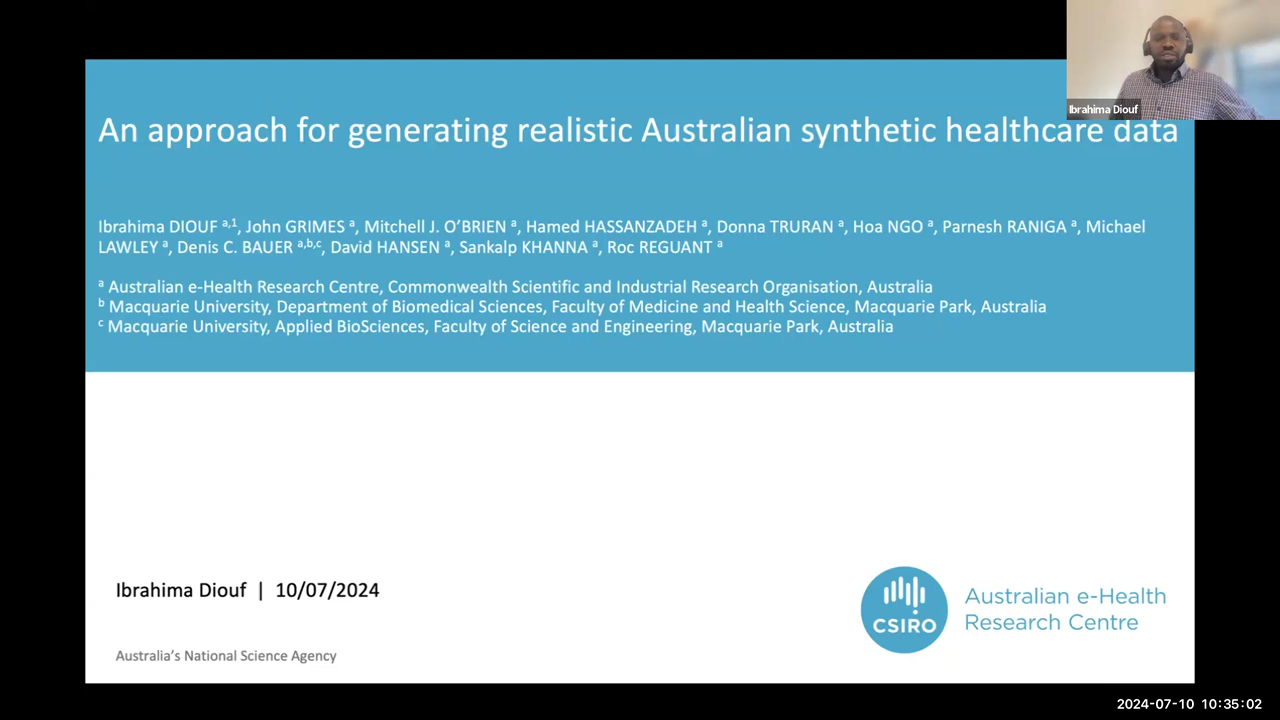 Ibrahima Diouf
An approach for generating realistic Australian synthetic healthcare data
Ibrahima DIOUF a,1, John GRIMES a, Mitchell J. O’BRIEN a, Hamed HASSANZADEH a, Donna TRURAN a, Hoa NGO a, Parnesh RANIGA a, Michael
LAWLEY a, Denis C. BAUER a,b,c, David HANSEN a, Sankalp KHANNA a, Roc REGUANT a
a Australian e-Health Research Centre, Commonwealth Scientific and Industrial Research Organisation, Australia
b Macquarie University, Department of Biomedical Sciences, Faculty of Medicine and Health Science, Macquarie Park, Australia
c Macquarie University, Applied BioSciences, Faculty of Science and Engineering, Macquarie Park, Australia
Ibrahima Diouf | 10/07/2024
CSIRO
Australian e-Health
Research Centre
Australia’s National Science Agency
2024-07-10 10:35:02